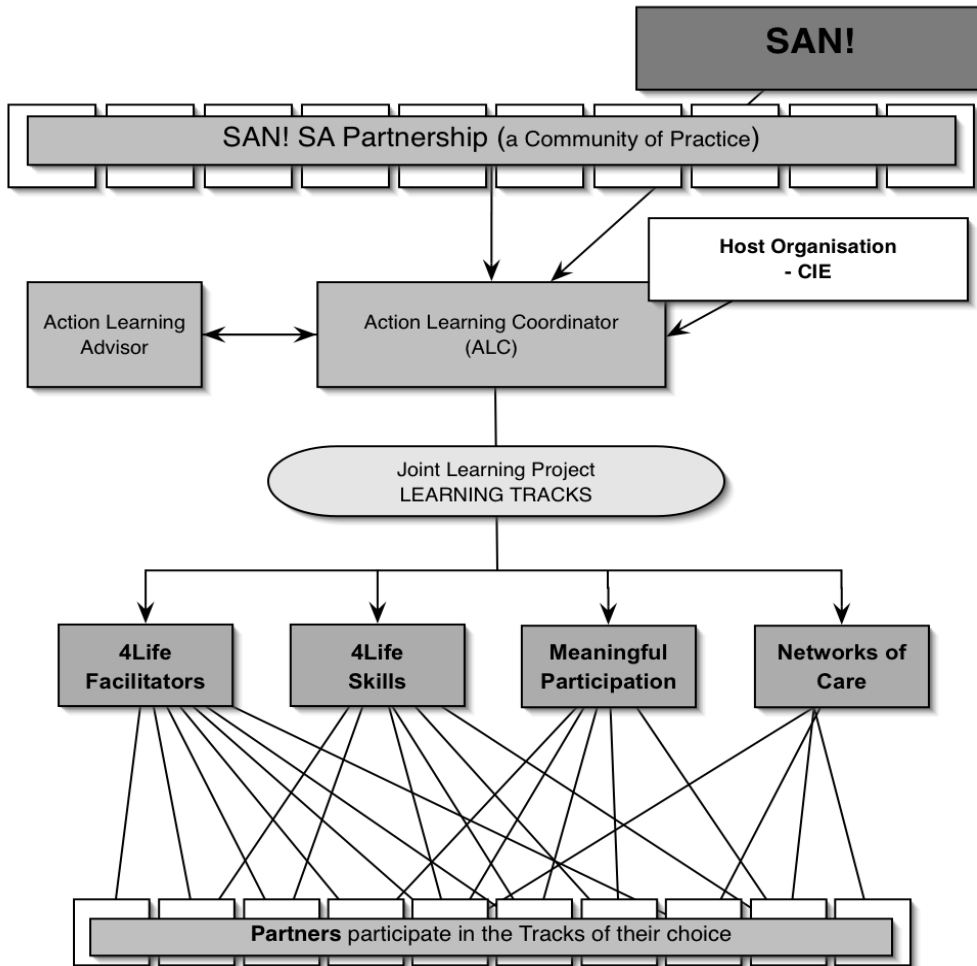 SAN!
SAN! SA Partnership (a Community of Practice)
Host Organisation
- CIE
Action Learning
Advisor
Action Learning Coordinator
(ALC)
Joint Learning Project
LEARNING TRACKS
4Life
Facilitators
4Life
Skills
Meaningful
Participation
Networks of
Care
Partners participate in the Tracks of their choice